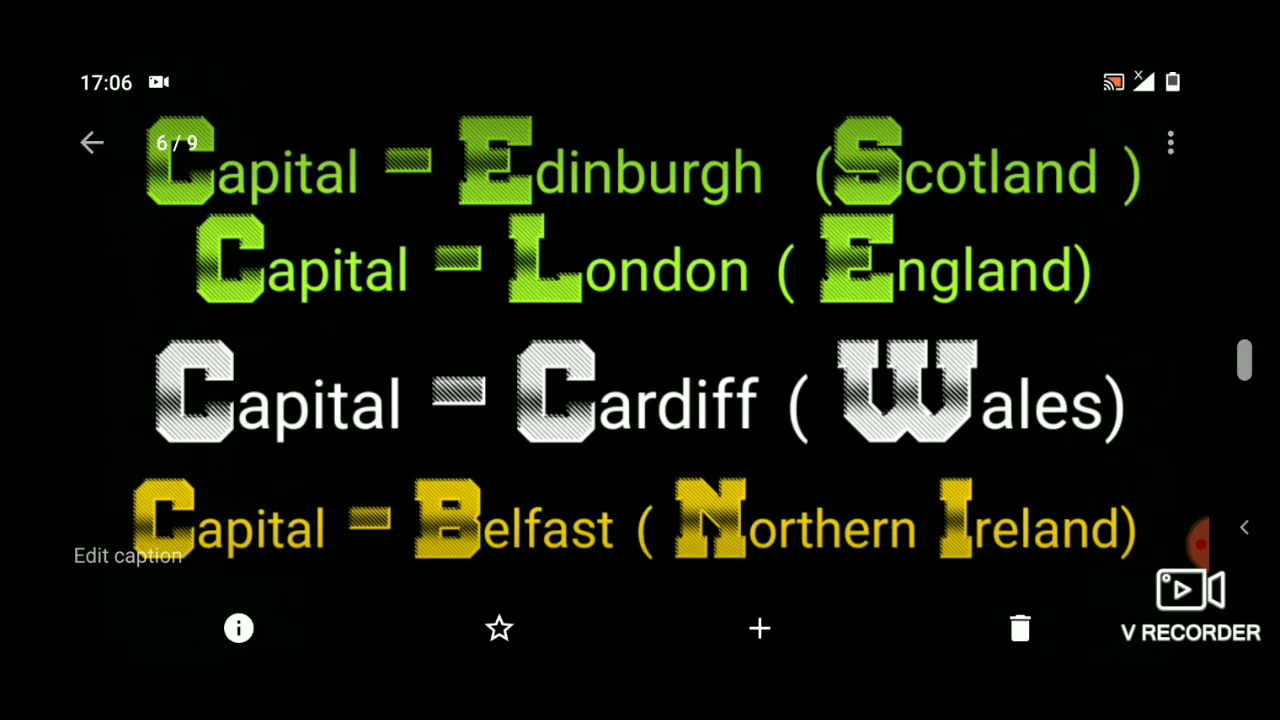 17:06
6 / 9
Capital - Edinburgh (Scotland )
Capital - London ( England)
Capital - Cardiff ( Wales)
Capital - Belfast ( Northern Ireland)
Edit caption
V RECORDER